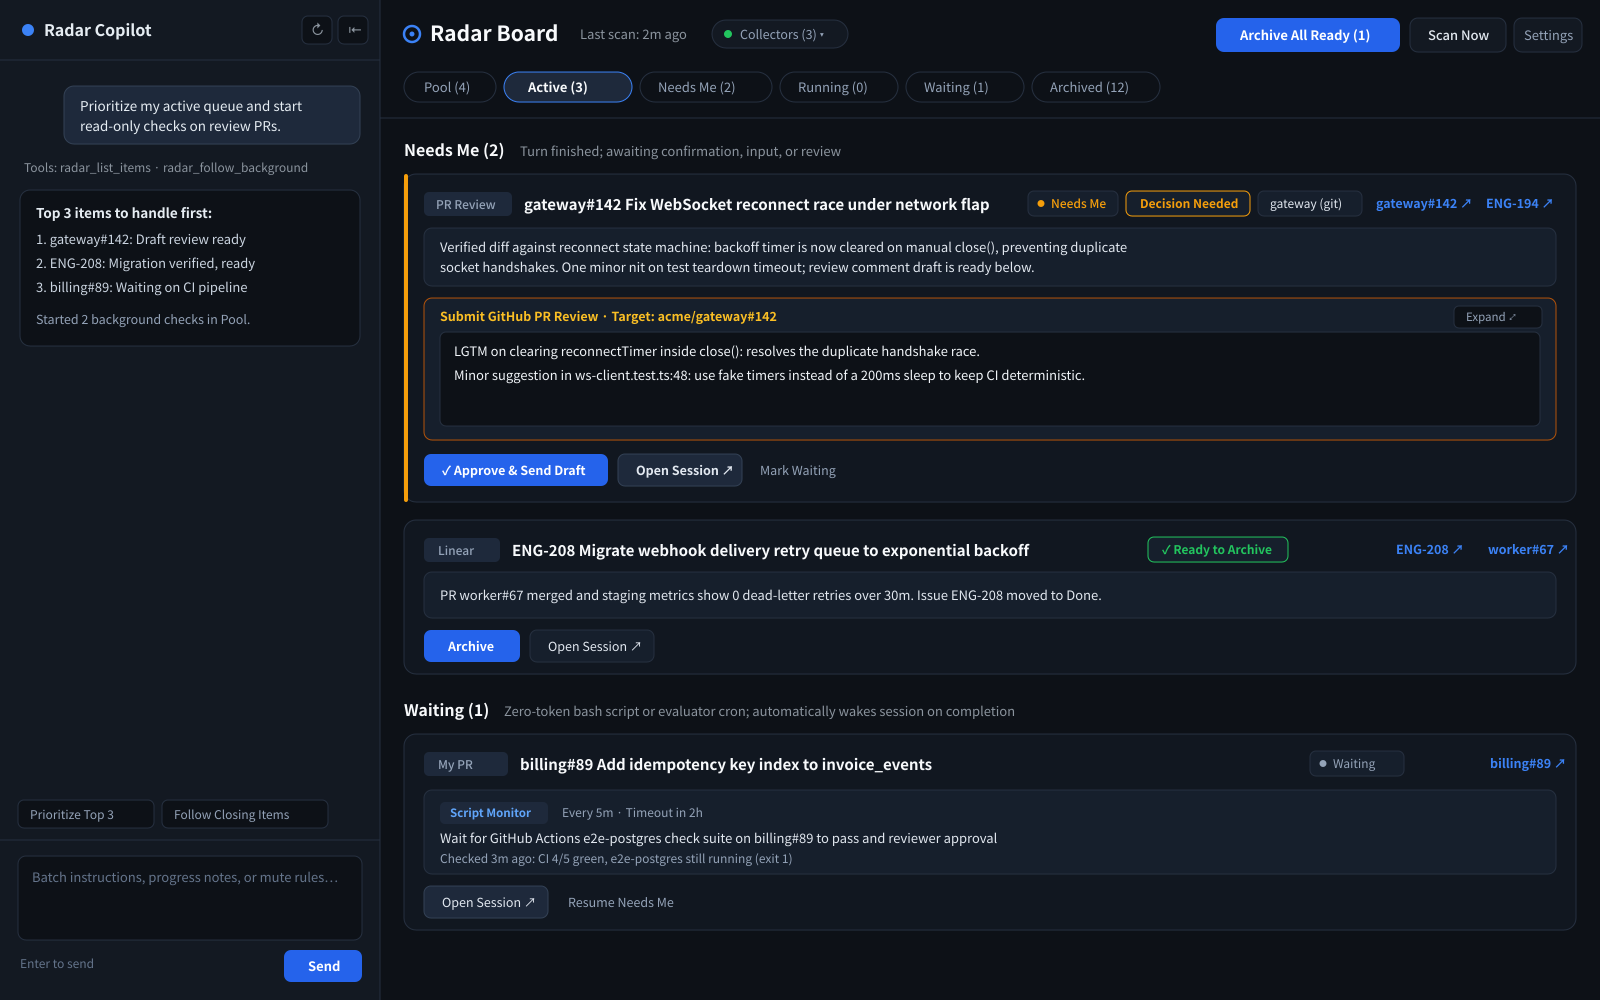 Radar Copilot
Prioritize my active queue and start
read-only checks on review PRs.
Tools: radar_list_items · radar_follow_background
Top 3 items to handle first:
1. gateway#142: Draft review ready
2. ENG-208: Migration verified, ready
3. billing#89: Waiting on CI pipeline
Started 2 background checks in Pool.
Prioritize Top 3
Follow Closing Items
Batch instructions, progress notes, or mute rules…
Enter to send
Send
Radar Board
Last scan: 2m ago
Collectors (3) ▾
Archive All Ready (1)
Scan Now
Settings
Pool (4)
Active (3)
Needs Me (2)
Running (0)
Waiting (1)
Archived (12)
Needs Me (2)
Turn finished; awaiting confirmation, input, or review
PR Review
gateway#142 Fix WebSocket reconnect race under network flap
Needs Me
Decision Needed
gateway (git)
gateway#142 ↗
ENG-194 ↗
Verified diff against reconnect state machine: backoff timer is now cleared on manual close(), preventing duplicate
socket handshakes. One minor nit on test teardown timeout; review comment draft is ready below.
Submit GitHub PR Review · Target: acme/gateway#142
Expand ⤢
LGTM on clearing reconnectTimer inside close(): resolves the duplicate handshake race.
Minor suggestion in ws-client.test.ts:48: use fake timers instead of a 200ms sleep to keep CI deterministic.
✓ Approve & Send Draft
Open Session ↗
Mark Waiting
Linear
ENG-208 Migrate webhook delivery retry queue to exponential backoff
✓ Ready to Archive
ENG-208 ↗
worker#67 ↗
PR worker#67 merged and staging metrics show 0 dead-letter retries over 30m. Issue ENG-208 moved to Done.
Archive
Open Session ↗
Waiting (1)
Zero-token bash script or evaluator cron; automatically wakes session on completion
My PR
billing#89 Add idempotency key index to invoice_events
Waiting
billing#89 ↗
Script Monitor
Every 5m · Timeout in 2h
Wait for GitHub Actions e2e-postgres check suite on billing#89 to pass and reviewer approval
Checked 3m ago: CI 4/5 green, e2e-postgres still running (exit 1)
Open Session ↗
Resume Needs Me